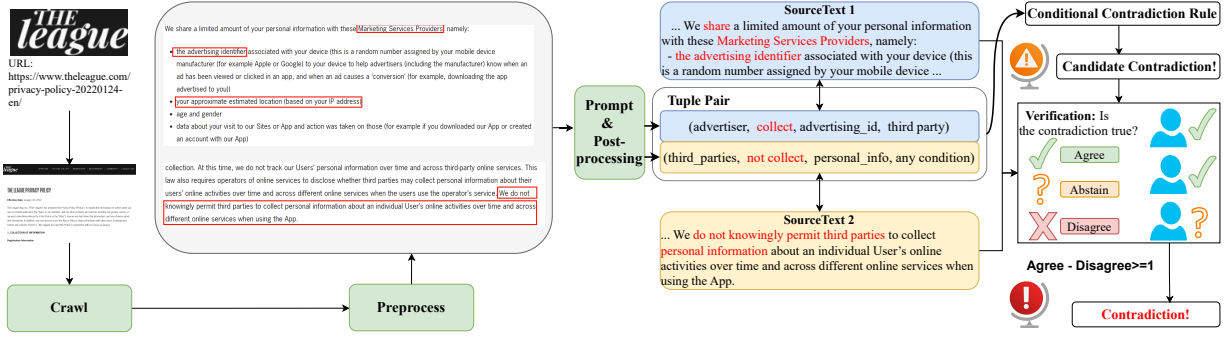 THE
league
URL:
https://www.theleague.com/
privacy-policy-20220124-
en/
THE LEAGUE PRIVACY POLICY
Crawl
Preprocess
We share a limited amount of your personal information with these Marketing Services Providers, namely:
• the advertising identifier associated with your device (this is a random number assigned by your mobile device
manufacturer (for example Apple or Google) to your device to help advertisers (including the manufacturer) know when an
ad has been viewed or clicked in an app, and when an ad causes a 'conversion' (for example, downloading the app
advertised to you))
• your approximate estimated location (based on your IP address)
• age and gender
• data about your visit to our Sites or App and action was taken on those (for example if you downloaded our App or created
an account with our App)
collection. At this time, we do not track our Users' personal information over time and across third-party online services. This
law also requires operators of online services to disclose whether third parties may collect personal information about their
users' online activities over time and across different online services when the users use the operator's service. We do not
knowingly permit third parties to collect personal information about an individual User's online activities over time and across
different online services when using the App.
Prompt
&
Post-
processing
SourceText 1
... We share a limited amount of your personal information
with these Marketing Services Providers, namely:
- the advertising identifier associated with your device (this
is a random number assigned by your mobile device ...
Tuple Pair
(advertiser, collect, advertising_id, third party)
(third_parties, not collect, personal_info, any condition)
SourceText 2
... We do not knowingly permit third parties to collect
personal information about an individual User's online
activities over time and across different online services when
using the App.
Conditional Contradiction Rule
Candidate Contradiction!
Verification: Is
the contradiction true?
Agree
Abstain
Disagree
Agree - Disagree>=1
Contradiction!